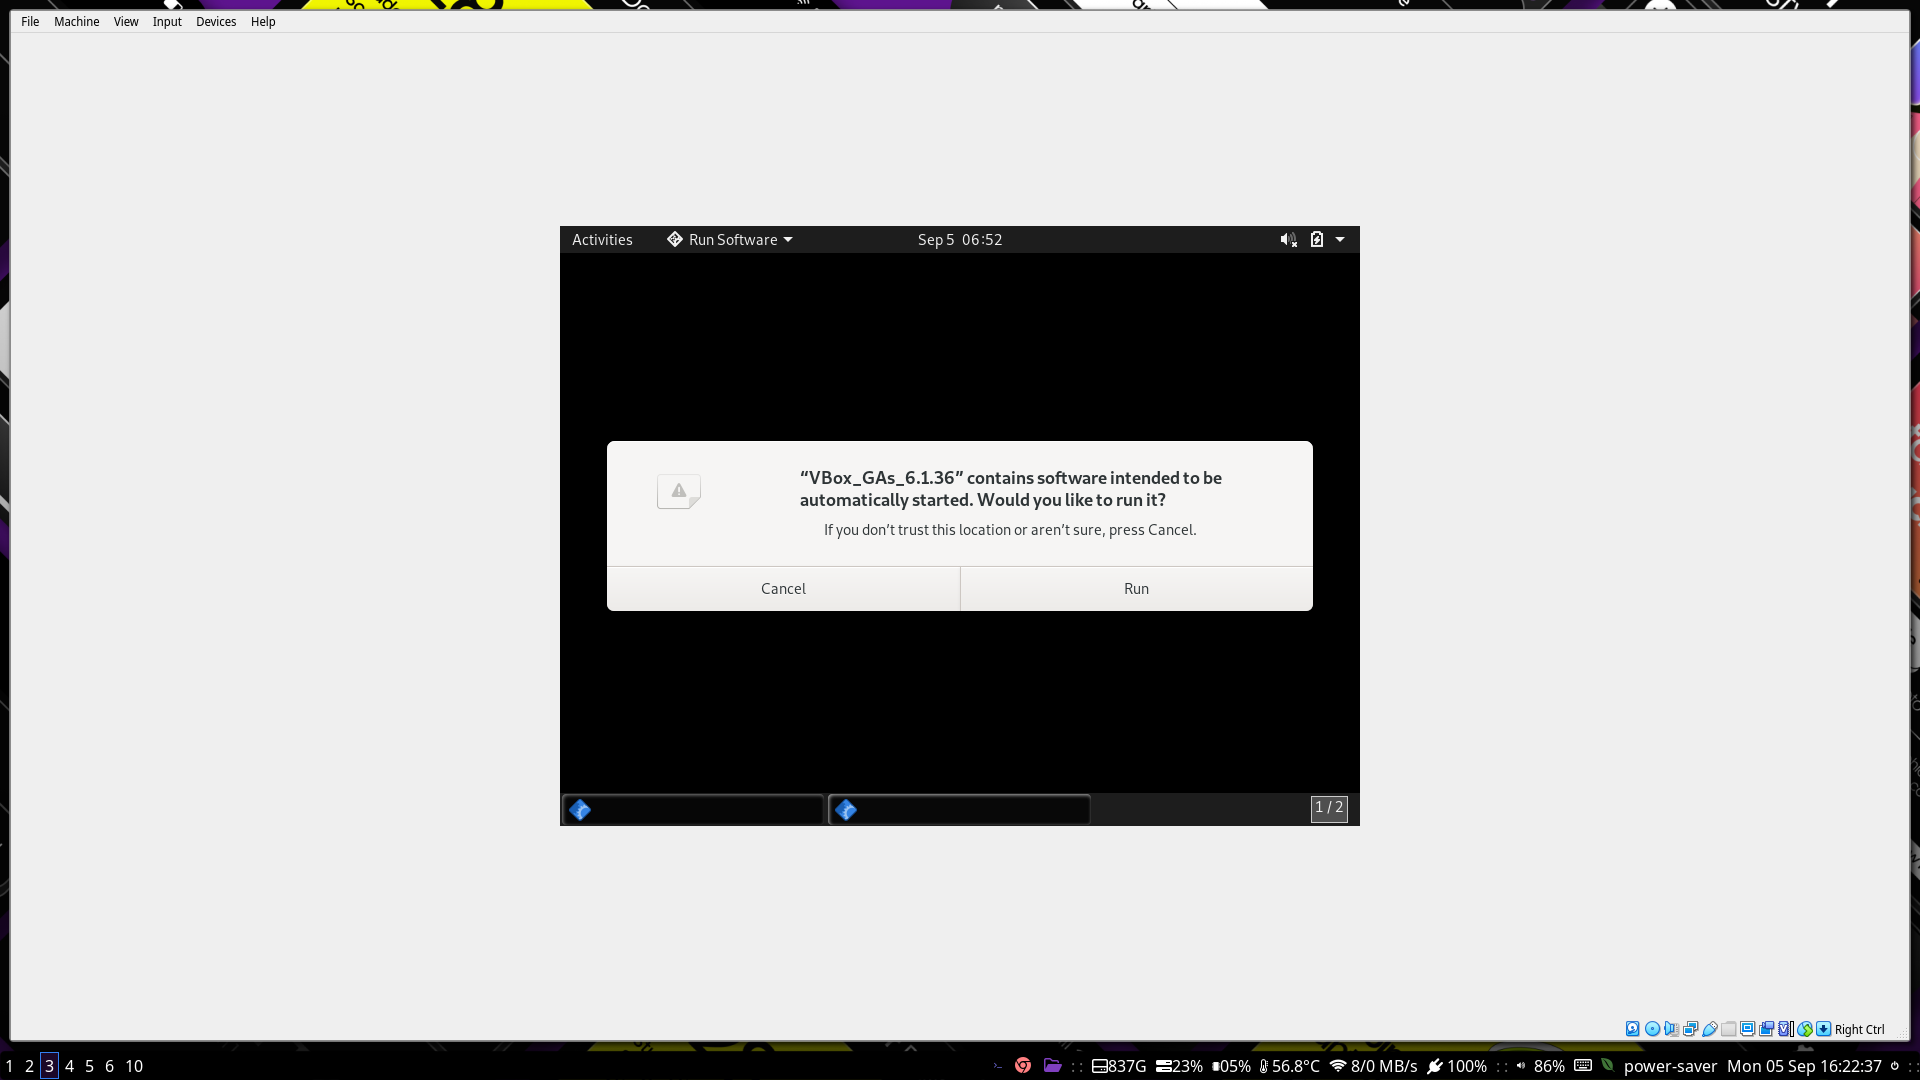 File Machine View Input Devices Help
Activities Run Software Sep 5 06:52
“VBox_GAs_6.1.36” contains software intended to be
automatically started. Would you like to run it?
If you don’t trust this location or aren’t sure, press Cancel.
Cancel Run
1 / 2
Right Ctrl
1 2 3 4 5 6 10 :: 837G 23% 05% 56.8°C 8/0 MB/s 100% :: 86% power-saver Mon 05 Sep 16:22:37 ::